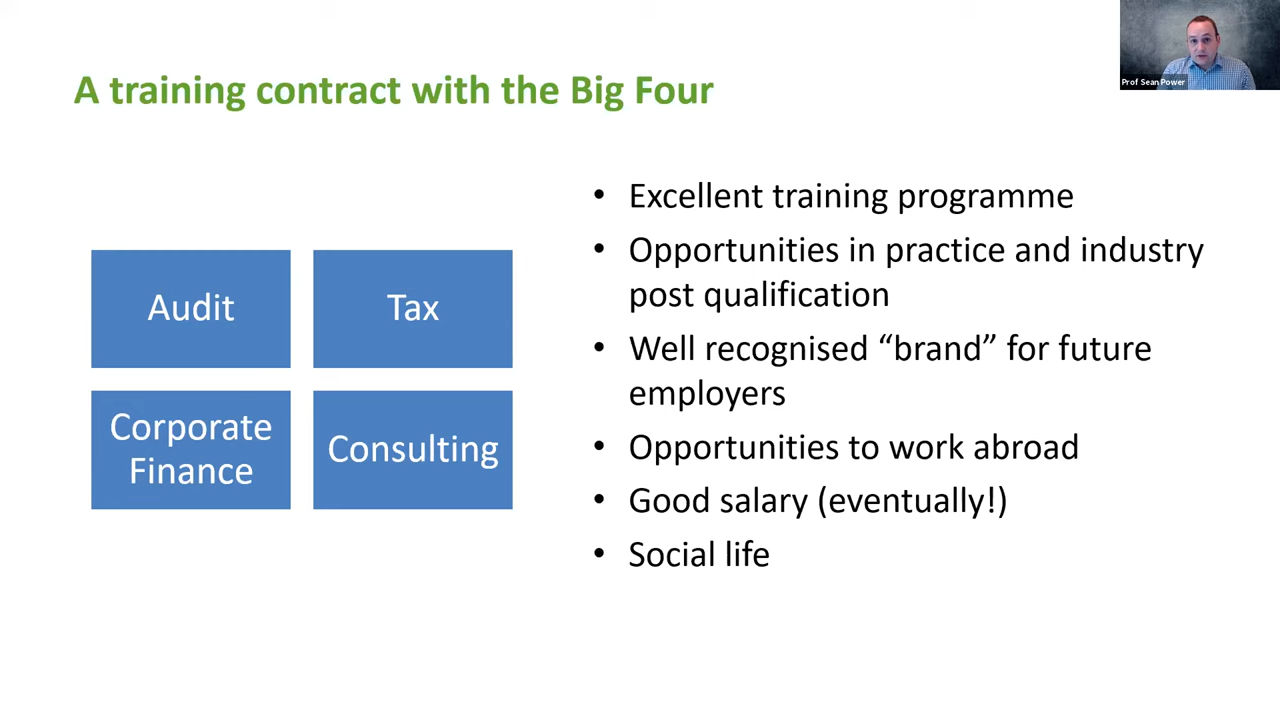 A training contract with the Big Four
Prof Sean Power
Audit
Tax
Corporate
Finance
Consulting
• Excellent training programme
• Opportunities in practice and industry
post qualification
• Well recognised “brand” for future
employers
• Opportunities to work abroad
• Good salary (eventually!)
• Social life